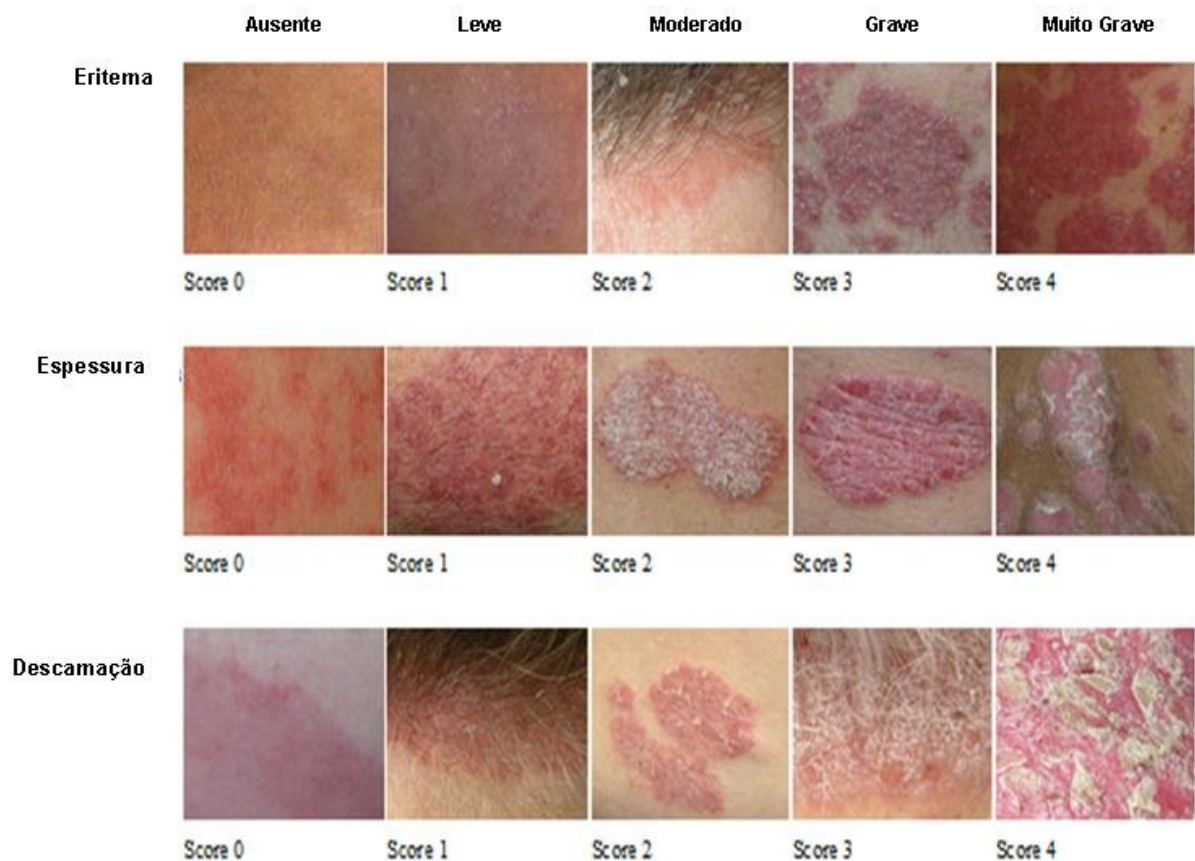 Ausente Leve Moderado Grave Muito Grave
Eritema
Score 0 Score 1 Score 2 Score 3 Score 4
Espessura
Score 0 Score 1 Score 2 Score 3 Score 4
Descamação
Score 0 Score 1 Score 2 Score 3 Score 4